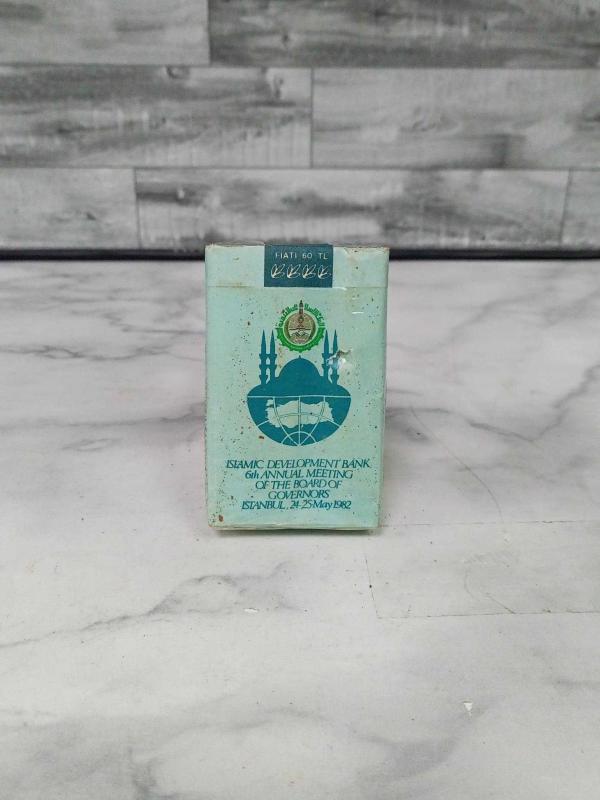 FIATI 60 TL
ISLAMIC DEVELOPMENT BANK
6th ANNUAL MEETING
OF THE BOARD OF
GOVERNORS
ISTANBUL, 24-25 May 1982